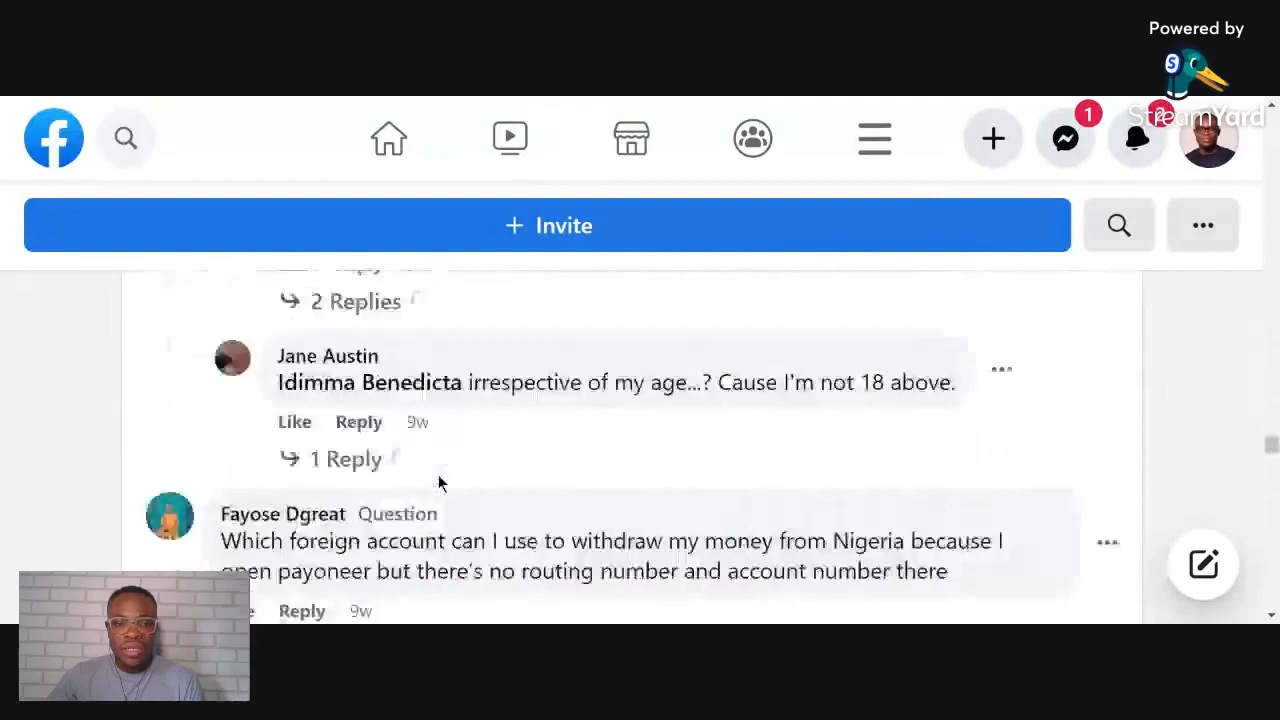 Powered by
StreamYard
1
+ Invite
2 Replies
Jane Austin
Idimma Benedicta irrespective of my age...? Cause I'm not 18 above.
Like Reply 9w
1 Reply
Fayose Dgreat Question
Which foreign account can I use to withdraw my money from Nigeria because I
open payoneer but there's no routing number and account number there
Reply 9w